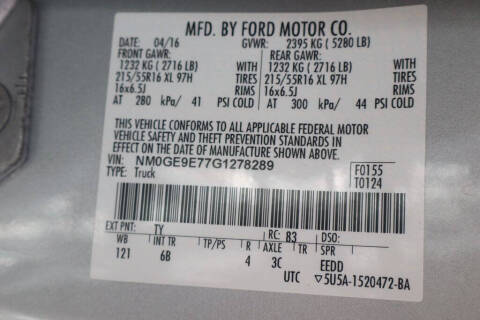 MFD. BY FORD MOTOR CO.
DATE: 04/16 GVWR: 2395 KG ( 5280 LB)
FRONT GAWR: REAR GAWR:
1232 KG ( 2716 LB) WITH 1232 KG ( 2716 LB) WITH
215/55R16 XL 97H TIRES 215/55R16 XL 97H TIRES
16x6.5J RIMS 16x6.5J RIMS
AT 280 kPa/ 41 PSI COLD AT 300 kPa/ 44 PSI COLD
THIS VEHICLE CONFORMS TO ALL APPLICABLE FEDERAL MOTOR
VEHICLE SAFETY AND THEFT PREVENTION STANDARDS IN
EFFECT ON THE DATE OF MANUFACTURE SHOWN ABOVE.
VIN: NM0GE9E77G1278289 F0155
TYPE: Truck T0124
EXT PNT: TY RC: 83 DSO:
WB INT TR TP/PS R AXLE TR SPR
121 6B 4 3C EEDD
UTC ▽5U5A-1520472-BA